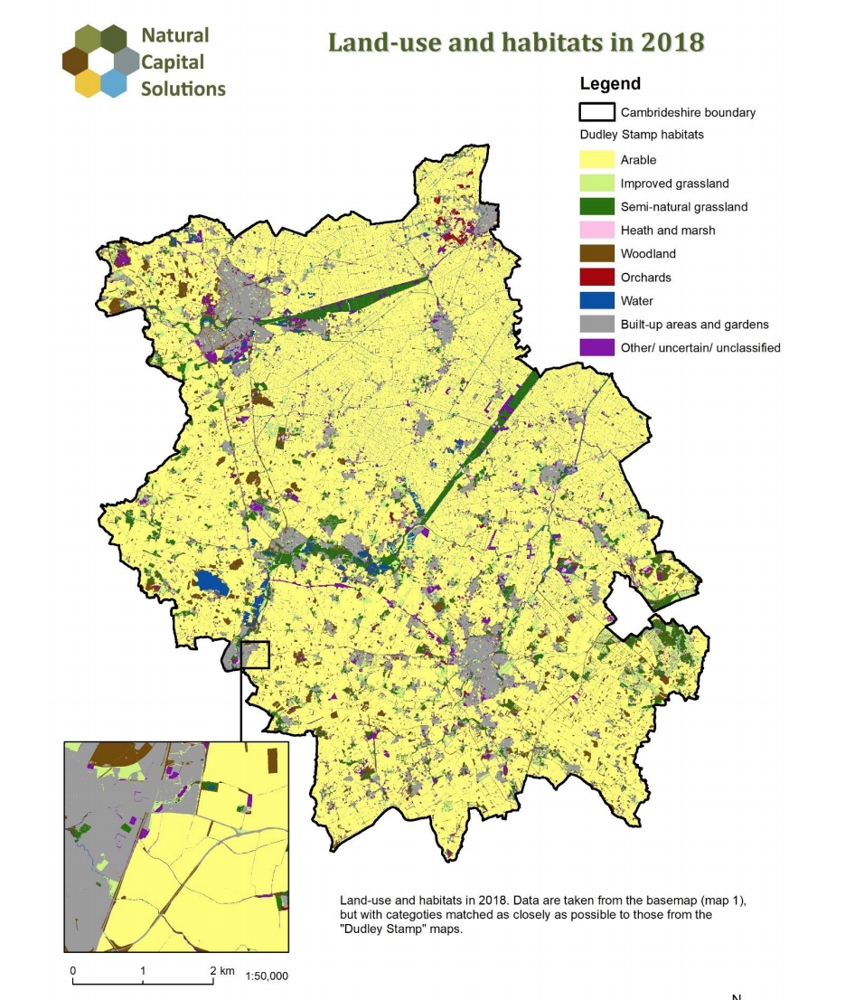 Natural
Capital
Solutions
Land-use and habitats in 2018
Legend
Cambrideshire boundary
Dudley Stamp habitats
Arable
Improved grassland
Semi-natural grassland
Heath and marsh
Woodland
Orchards
Water
Built-up areas and gardens
Other/ uncertain/ unclassified
Land-use and habitats in 2018. Data are taken from the basemap (map 1),
but with categoties matched as closely as possible to those from the
"Dudley Stamp" maps.
0 1 2 km 1:50,000
N